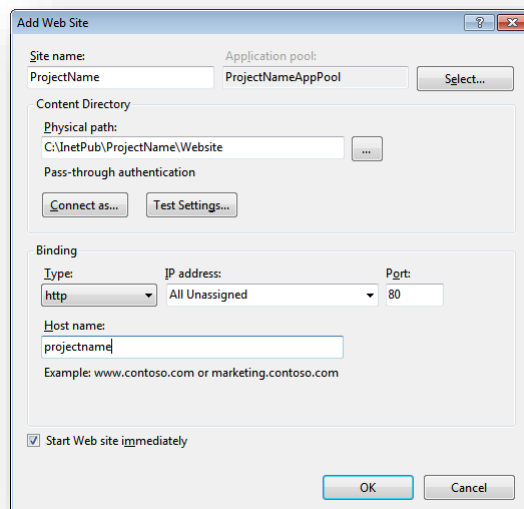 Add Web Site
Site name:
Application pool:
ProjectName
ProjectNameAppPool
Select...
Content Directory
Physical path:
C:\InetPub\ProjectName\Website
...
Pass-through authentication
Connect as...
Test Settings...
Binding
Type:
IP address:
Port:
http
All Unassigned
80
Host name:
projectname
Example: www.contoso.com or marketing.contoso.com
Start Web site immediately
OK
Cancel